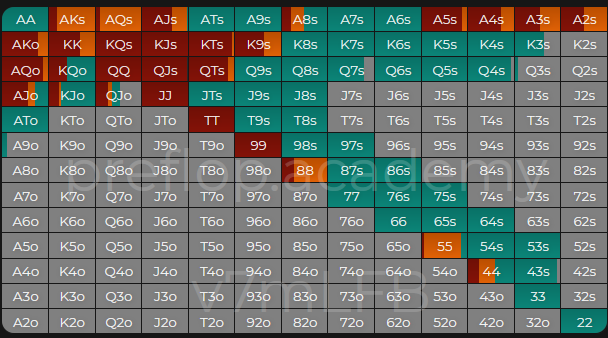 AA AKs AQs AJs ATs A9s A8s A7s A6s A5s A4s A3s A2s
AKo KK KQs KJs KTs K9s K8s K7s K6s K5s K4s K3s K2s
AQo KQo QQ QJs QTs Q9s Q8s Q7s Q6s Q5s Q4s Q3s Q2s
AJo KJo QJo JJ JTs J9s J8s J7s J6s J5s J4s J3s J2s
ATo KTo QTo JTo TT T9s T8s T7s T6s T5s T4s T3s T2s
A9o K9o Q9o J9o T9o 99 98s 97s 96s 95s 94s 93s 92s
A8o K8o Q8o J8o T8o 98o 88 87s 86s 85s 84s 83s 82s
preflop.academy
A7o K7o Q7o J7o T7o 97o 87o 77 76s 75s 74s 73s 72s
A6o K6o Q6o J6o T6o 96o 86o 76o 66 65s 64s 63s 62s
A5o K5o Q5o J5o T5o 95o 85o 75o 65o 55 54s 53s 52s
A4o K4o Q4o J4o T4o 94o 84o 74o 64o 54o 44 43s 42s
A3o K3o Q3o J3o T3o 93o 83o 73o 63o 53o 43o 33 32s
v7mLFB
A2o K2o Q2o J2o T2o 92o 82o 72o 62o 52o 42o 32o 22